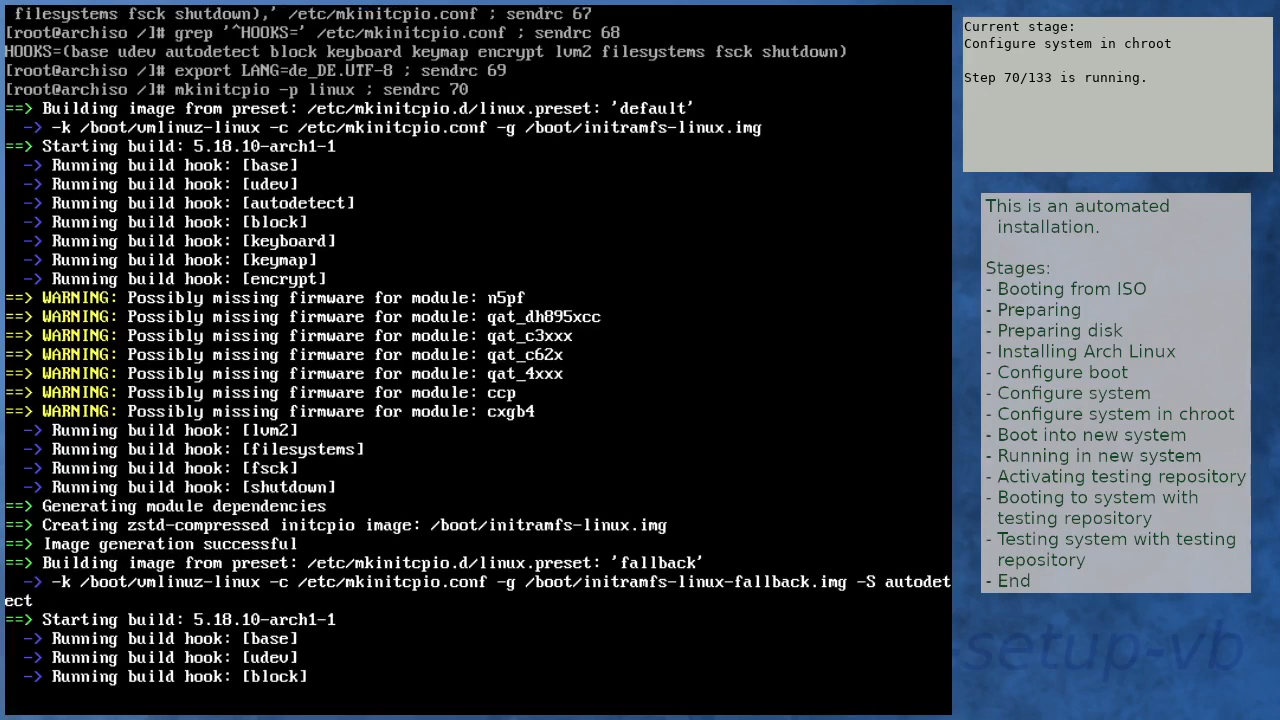 filesystems fsck shutdown),' /etc/mkinitcpio.conf ; sendrc 67
[root@archiso /]# grep '^HOOKS=' /etc/mkinitcpio.conf ; sendrc 68
HOOKS=(base udev autodetect block keyboard keymap encrypt lvm2 filesystems fsck shutdown)
[root@archiso /]# export LANG=de_DE.UTF-8 ; sendrc 69
[root@archiso /]# mkinitcpio -p linux ; sendrc 70
==> Building image from preset: /etc/mkinitcpio.d/linux.preset: 'default'
  -> -k /boot/vmlinuz-linux -c /etc/mkinitcpio.conf -g /boot/initramfs-linux.img
==> Starting build: 5.18.10-arch1-1
  -> Running build hook: [base]
  -> Running build hook: [udev]
  -> Running build hook: [autodetect]
  -> Running build hook: [block]
  -> Running build hook: [keyboard]
  -> Running build hook: [keymap]
  -> Running build hook: [encrypt]
==> WARNING: Possibly missing firmware for module: n5pf
==> WARNING: Possibly missing firmware for module: qat_dh895xcc
==> WARNING: Possibly missing firmware for module: qat_c3xxx
==> WARNING: Possibly missing firmware for module: qat_c62x
==> WARNING: Possibly missing firmware for module: qat_4xxx
==> WARNING: Possibly missing firmware for module: ccp
==> WARNING: Possibly missing firmware for module: cxgb4
  -> Running build hook: [lvm2]
  -> Running build hook: [filesystems]
  -> Running build hook: [fsck]
  -> Running build hook: [shutdown]
==> Generating module dependencies
==> Creating zstd-compressed initcpio image: /boot/initramfs-linux.img
==> Image generation successful
==> Building image from preset: /etc/mkinitcpio.d/linux.preset: 'fallback'
  -> -k /boot/vmlinuz-linux -c /etc/mkinitcpio.conf -g /boot/initramfs-linux-fallback.img -S autodet
ect
==> Starting build: 5.18.10-arch1-1
  -> Running build hook: [base]
  -> Running build hook: [udev]
  -> Running build hook: [block]
Current stage:
Configure system in chroot
Step 70/133 is running.
This is an automated
installation.
Stages:
- Booting from ISO
- Preparing
- Preparing disk
- Installing Arch Linux
- Configure boot
- Configure system
- Configure system in chroot
- Boot into new system
- Running in new system
- Activating testing repository
- Booting to system with
testing repository
- Testing system with testing
repository
- End
setup-vb